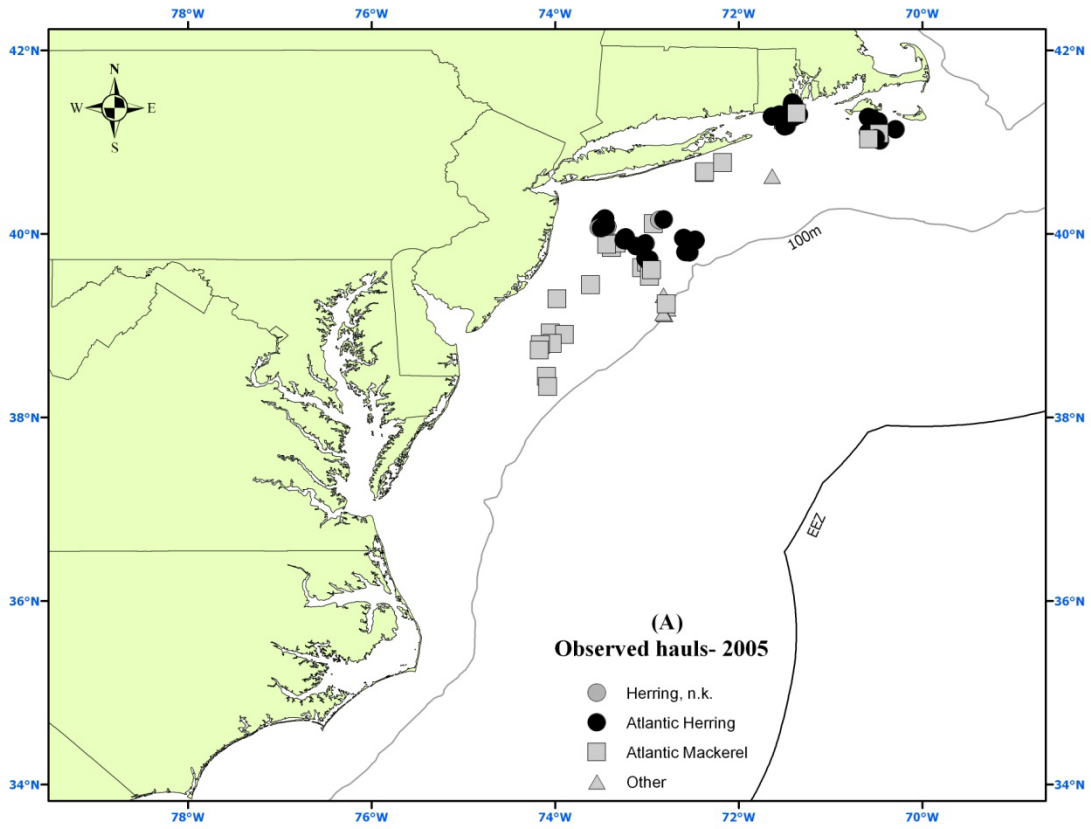 78°W 76°W 74°W 72°W 70°W
42°N 42°N
N
W E
S
40°N 40°N
100m
38°N 38°N
EEZ
36°N 36°N
(A)
Observed hauls- 2005
Herring, n.k.
Atlantic Herring
Atlantic Mackerel
Other
34°N 34°N
78°W 76°W 74°W 72°W 70°W